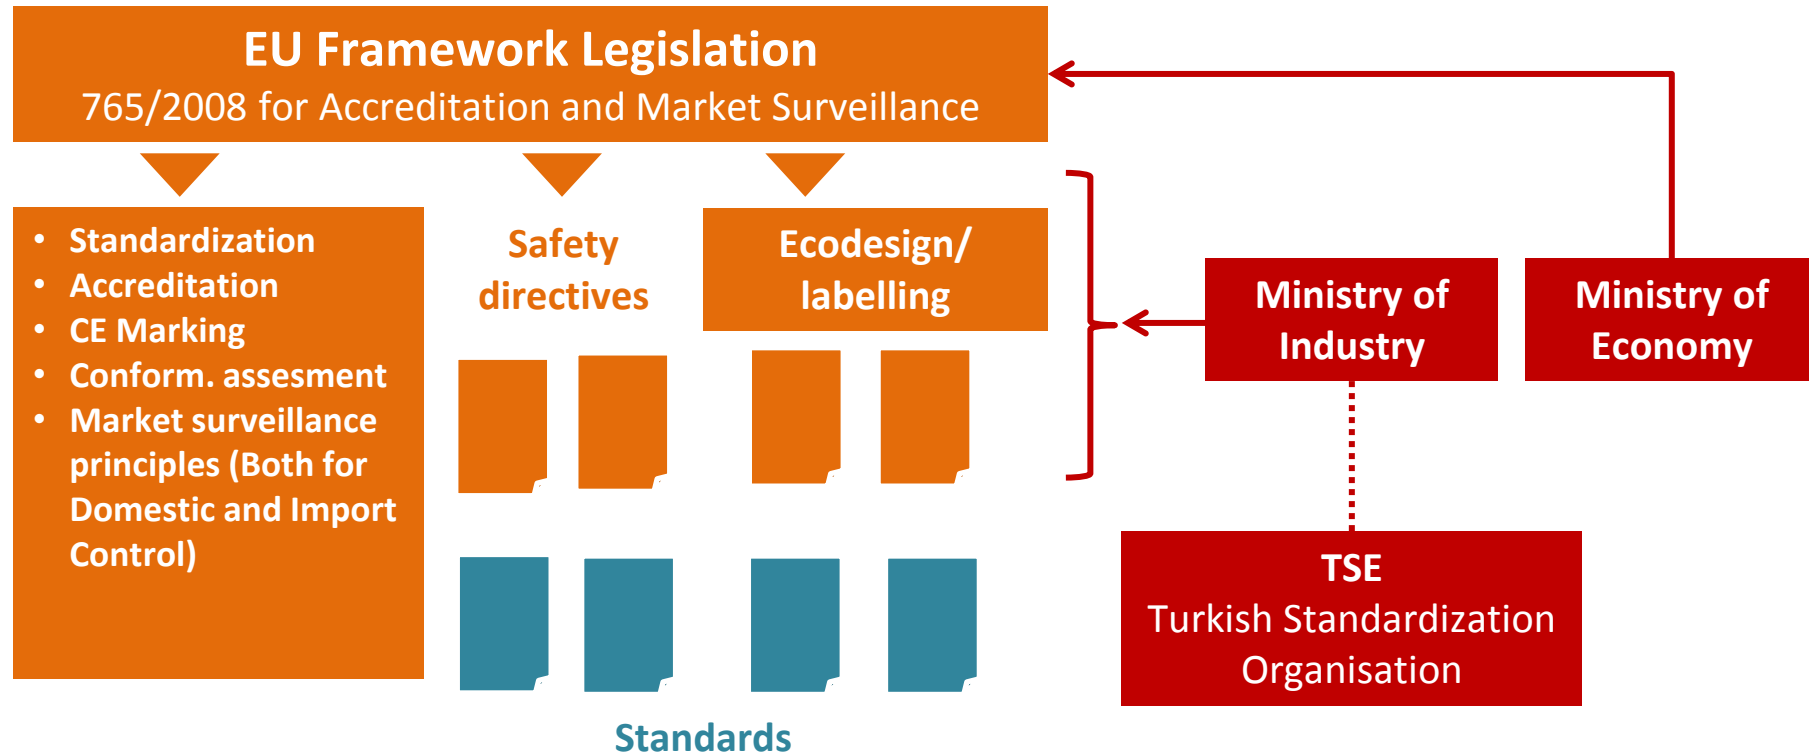 EU Framework Legislation
765/2008 for Accreditation and Market Surveillance
• Standardization
• Accreditation
• CE Marking
• Conform. assesment
• Market surveillance
principles (Both for
Domestic and Import
Control)
Safety
directives
Ecodesign/
labelling
Standards
Ministry of
Industry
Ministry of
Economy
TSE
Turkish Standardization
Organisation